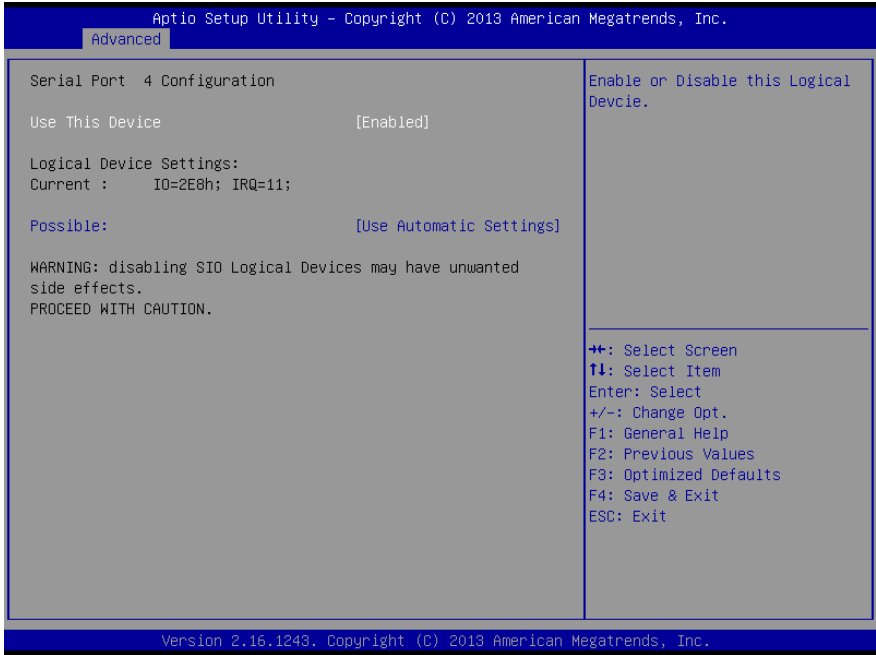 Aptio Setup Utility – Copyright (C) 2013 American Megatrends, Inc.
Advanced
Serial Port  4 Configuration
Use This Device [Enabled]
Logical Device Settings:
Current :     IO=2E8h; IRQ=11;
Possible: [Use Automatic Settings]
WARNING: disabling SIO Logical Devices may have unwanted
side effects.
PROCEED WITH CAUTION.
Enable or Disable this Logical
Devcie.
→←: Select Screen
↑↓: Select Item
Enter: Select
+/-: Change Opt.
F1: General Help
F2: Previous Values
F3: Optimized Defaults
F4: Save & Exit
ESC: Exit
Version 2.16.1243. Copyright (C) 2013 American Megatrends, Inc.